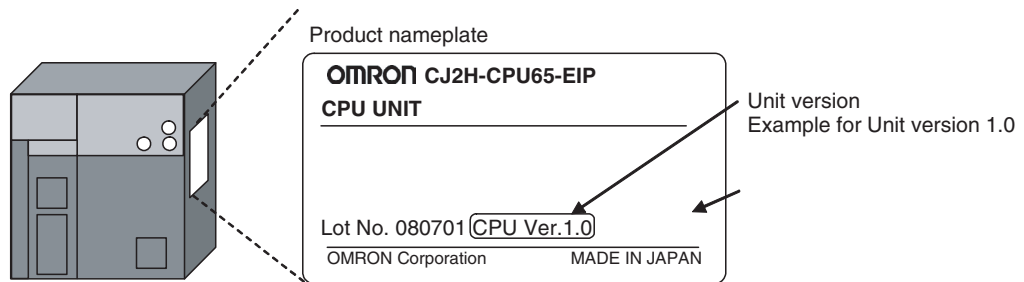 Product nameplate
OMRON CJ2H-CPU65-EIP
CPU UNIT
Unit version
Example for Unit version 1.0
Lot No. 080701 CPU Ver.1.0
OMRON Corporation MADE IN JAPAN